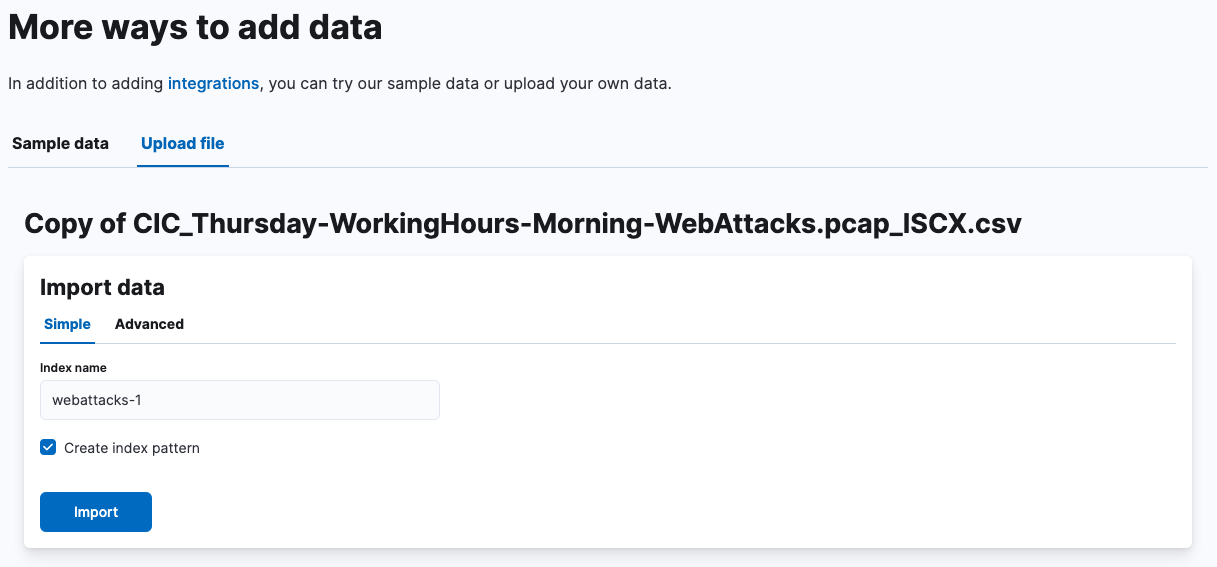 More ways to add data
In addition to adding integrations, you can try our sample data or upload your own data.
Sample data Upload file
Copy of CIC_Thursday-WorkingHours-Morning-WebAttacks.pcap_ISCX.csv
Import data
Simple Advanced
Index name
webattacks-1
Create index pattern
Import